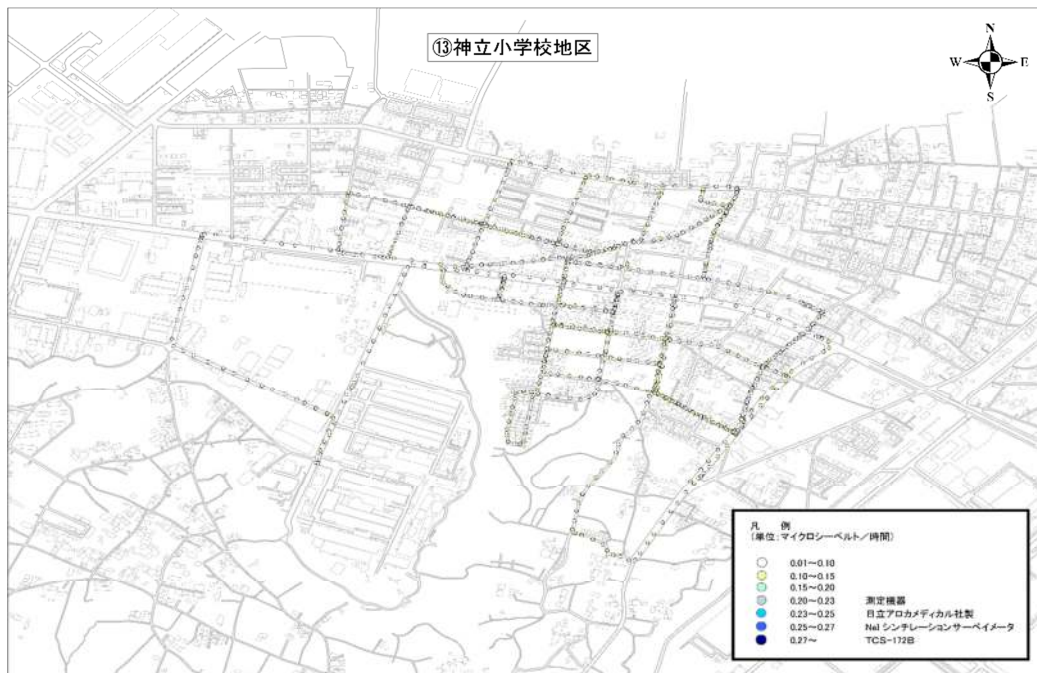 ⑬神立小学校地区
N
W E
S
凡 例
(単位:マイクロシーベルト/時間)
0.01~0.10
0.10~0.15
0.15~0.20
0.20~0.23 測定機器
0.23~0.25 日立アロカメディカル社製
0.25~0.27 NaI シンチレーションサーベイメータ
0.27~ TCS-172B